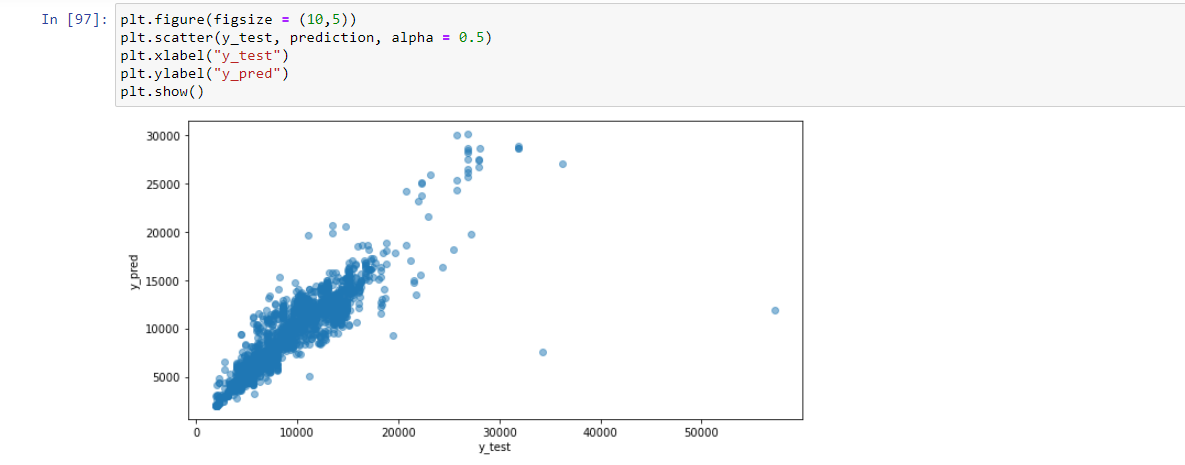 In [97]: plt.figure(figsize = (10,5))
plt.scatter(y_test, prediction, alpha = 0.5)
plt.xlabel("y_test")
plt.ylabel("y_pred")
plt.show()
30000
25000
20000
15000
10000
5000
y_pred
0 10000 20000 30000 40000 50000
y_test